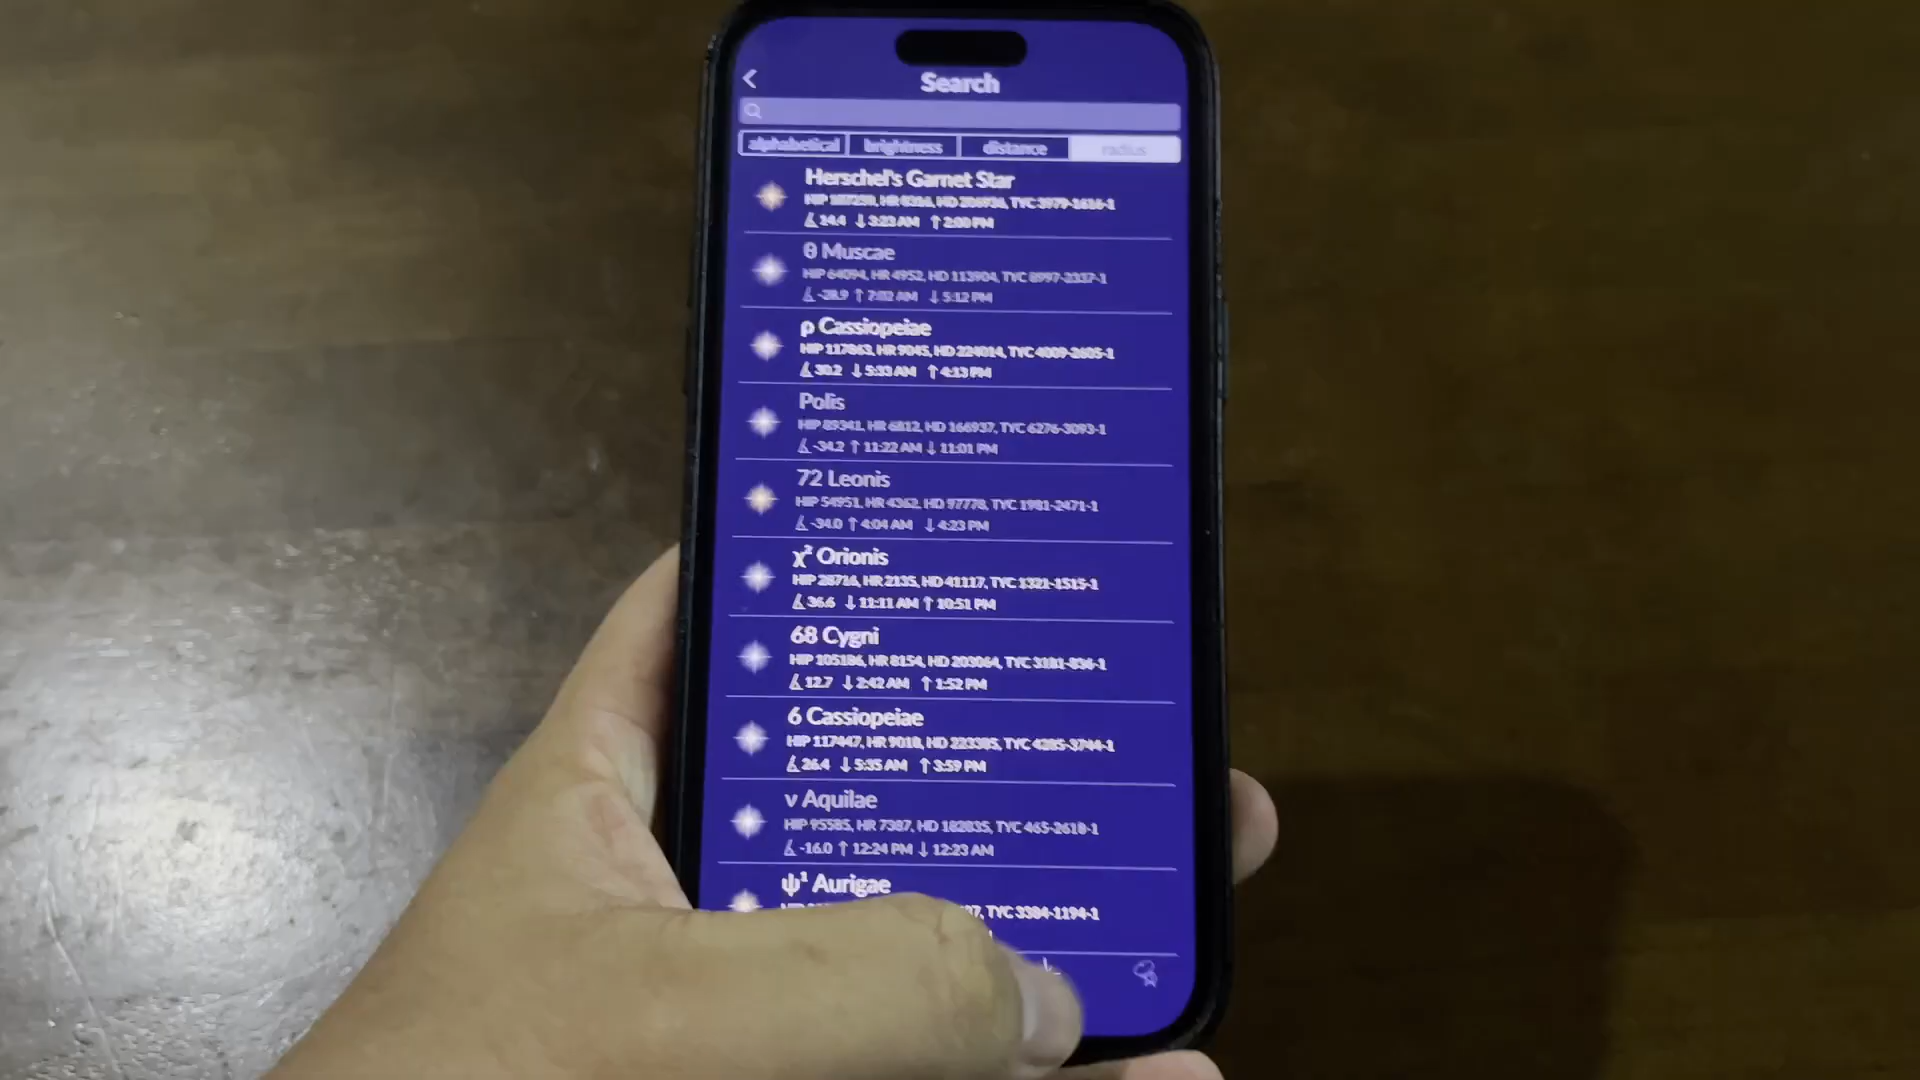 Search
alphabetical brightness distance radius
Herschel's Garnet Star
HIP 107259, HR 8316, HD 206936, TYC 3979-1616-1
14.4 ↓ 3:23 AM ↑ 2:00 PM
θ Muscae
HIP 64094, HR 4952, HD 113904, TYC 8997-2337-1
-28.9 ↑ 7:02 AM ↓ 5:12 PM
ρ Cassiopeiae
HIP 117863, HR 9045, HD 224014, TYC 4009-2605-1
30.2 ↓ 5:33 AM ↑ 4:13 PM
Polis
HIP 89341, HR 6812, HD 166937, TYC 6276-3093-1
-34.2 ↑ 11:22 AM ↓ 11:01 PM
72 Leonis
HIP 54951, HR 4362, HD 97778, TYC 1981-2471-1
-34.0 ↑ 4:04 AM ↓ 4:23 PM
χ² Orionis
HIP 28716, HR 2135, HD 41117, TYC 1321-1515-1
36.6 ↓ 11:11 AM ↑ 10:51 PM
68 Cygni
HIP 105186, HR 8154, HD 203064, TYC 3181-836-1
12.7 ↓ 2:42 AM ↑ 1:52 PM
6 Cassiopeiae
HIP 117447, HR 9018, HD 223385, TYC 4285-3744-1
26.4 ↓ 5:35 AM ↑ 3:59 PM
ν Aquilae
HIP 95585, HR 7387, HD 182835, TYC 465-2618-1
-16.0 ↑ 12:24 PM ↓ 12:23 AM
ψ¹ Aurigae
TYC 3384-1194-1